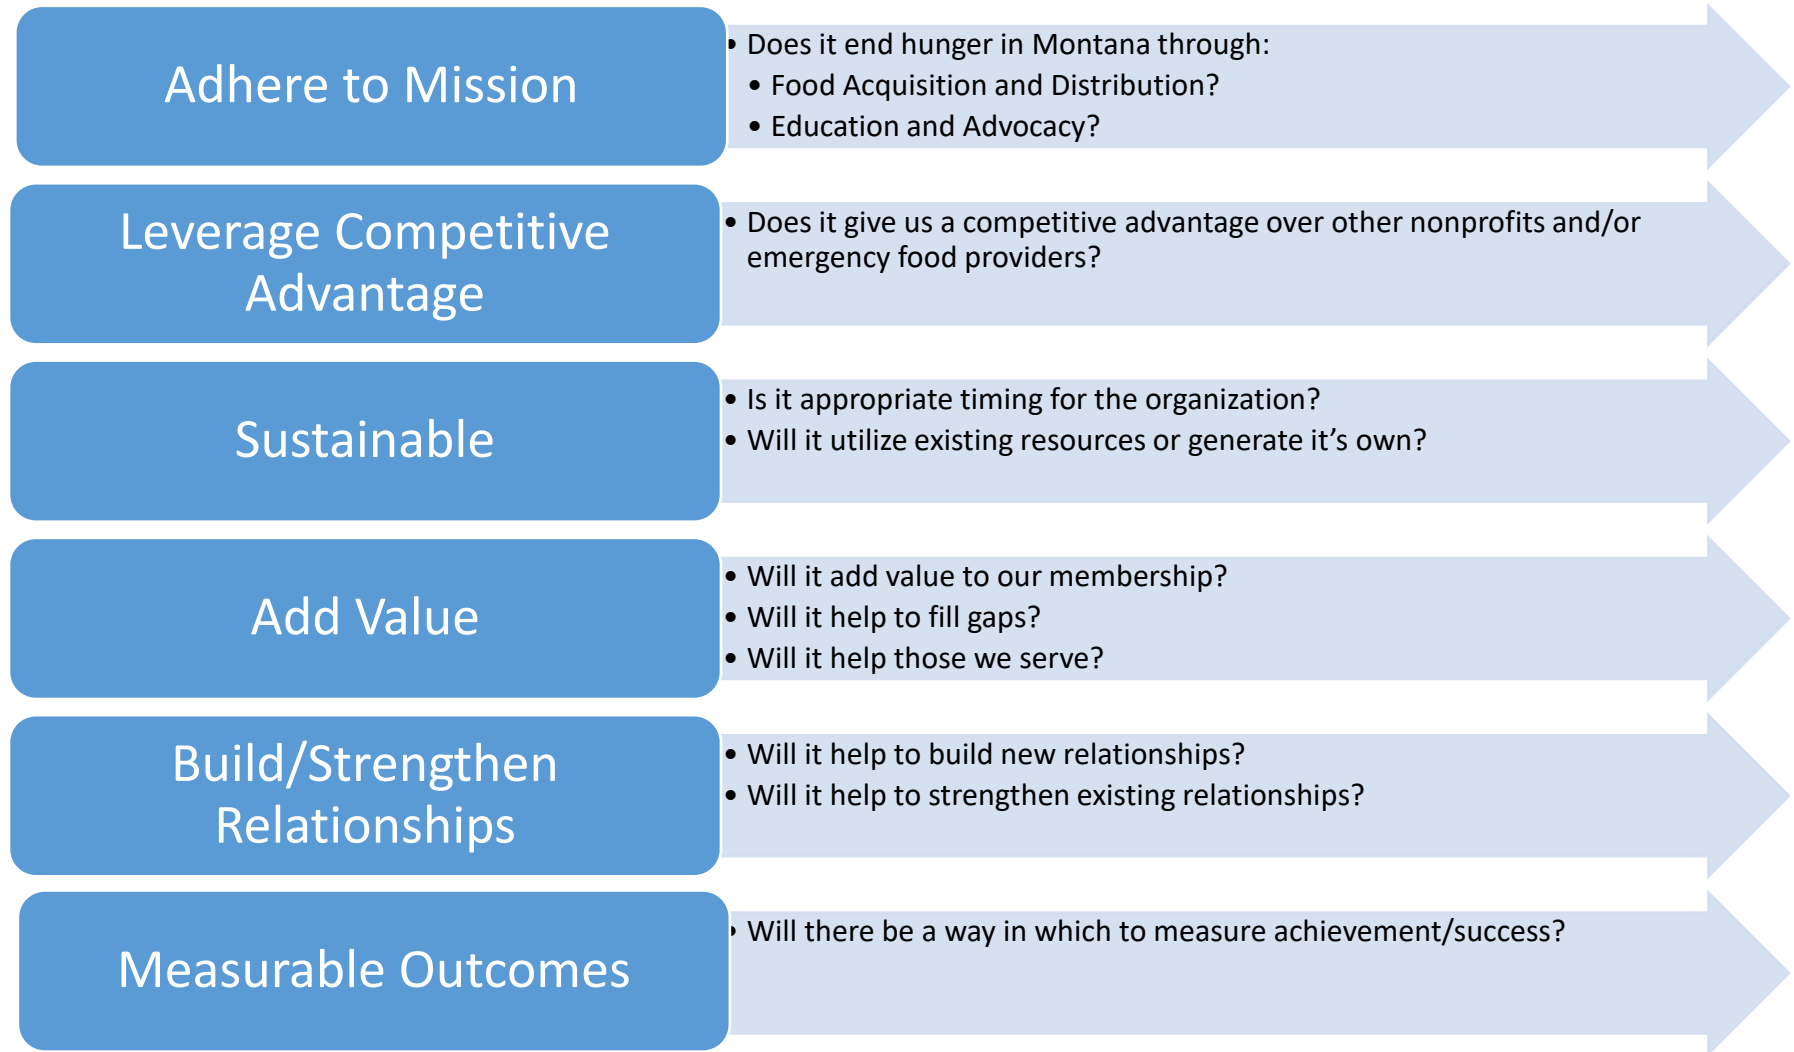 Adhere to Mission
• Does it end hunger in Montana through:
• Food Acquisition and Distribution?
• Education and Advocacy?
Leverage Competitive
Advantage
• Does it give us a competitive advantage over other nonprofits and/or
emergency food providers?
Sustainable
• Is it appropriate timing for the organization?
• Will it utilize existing resources or generate it’s own?
Add Value
• Will it add value to our membership?
• Will it help to fill gaps?
• Will it help those we serve?
Build/Strengthen
Relationships
• Will it help to build new relationships?
• Will it help to strengthen existing relationships?
Measurable Outcomes
• Will there be a way in which to measure achievement/success?